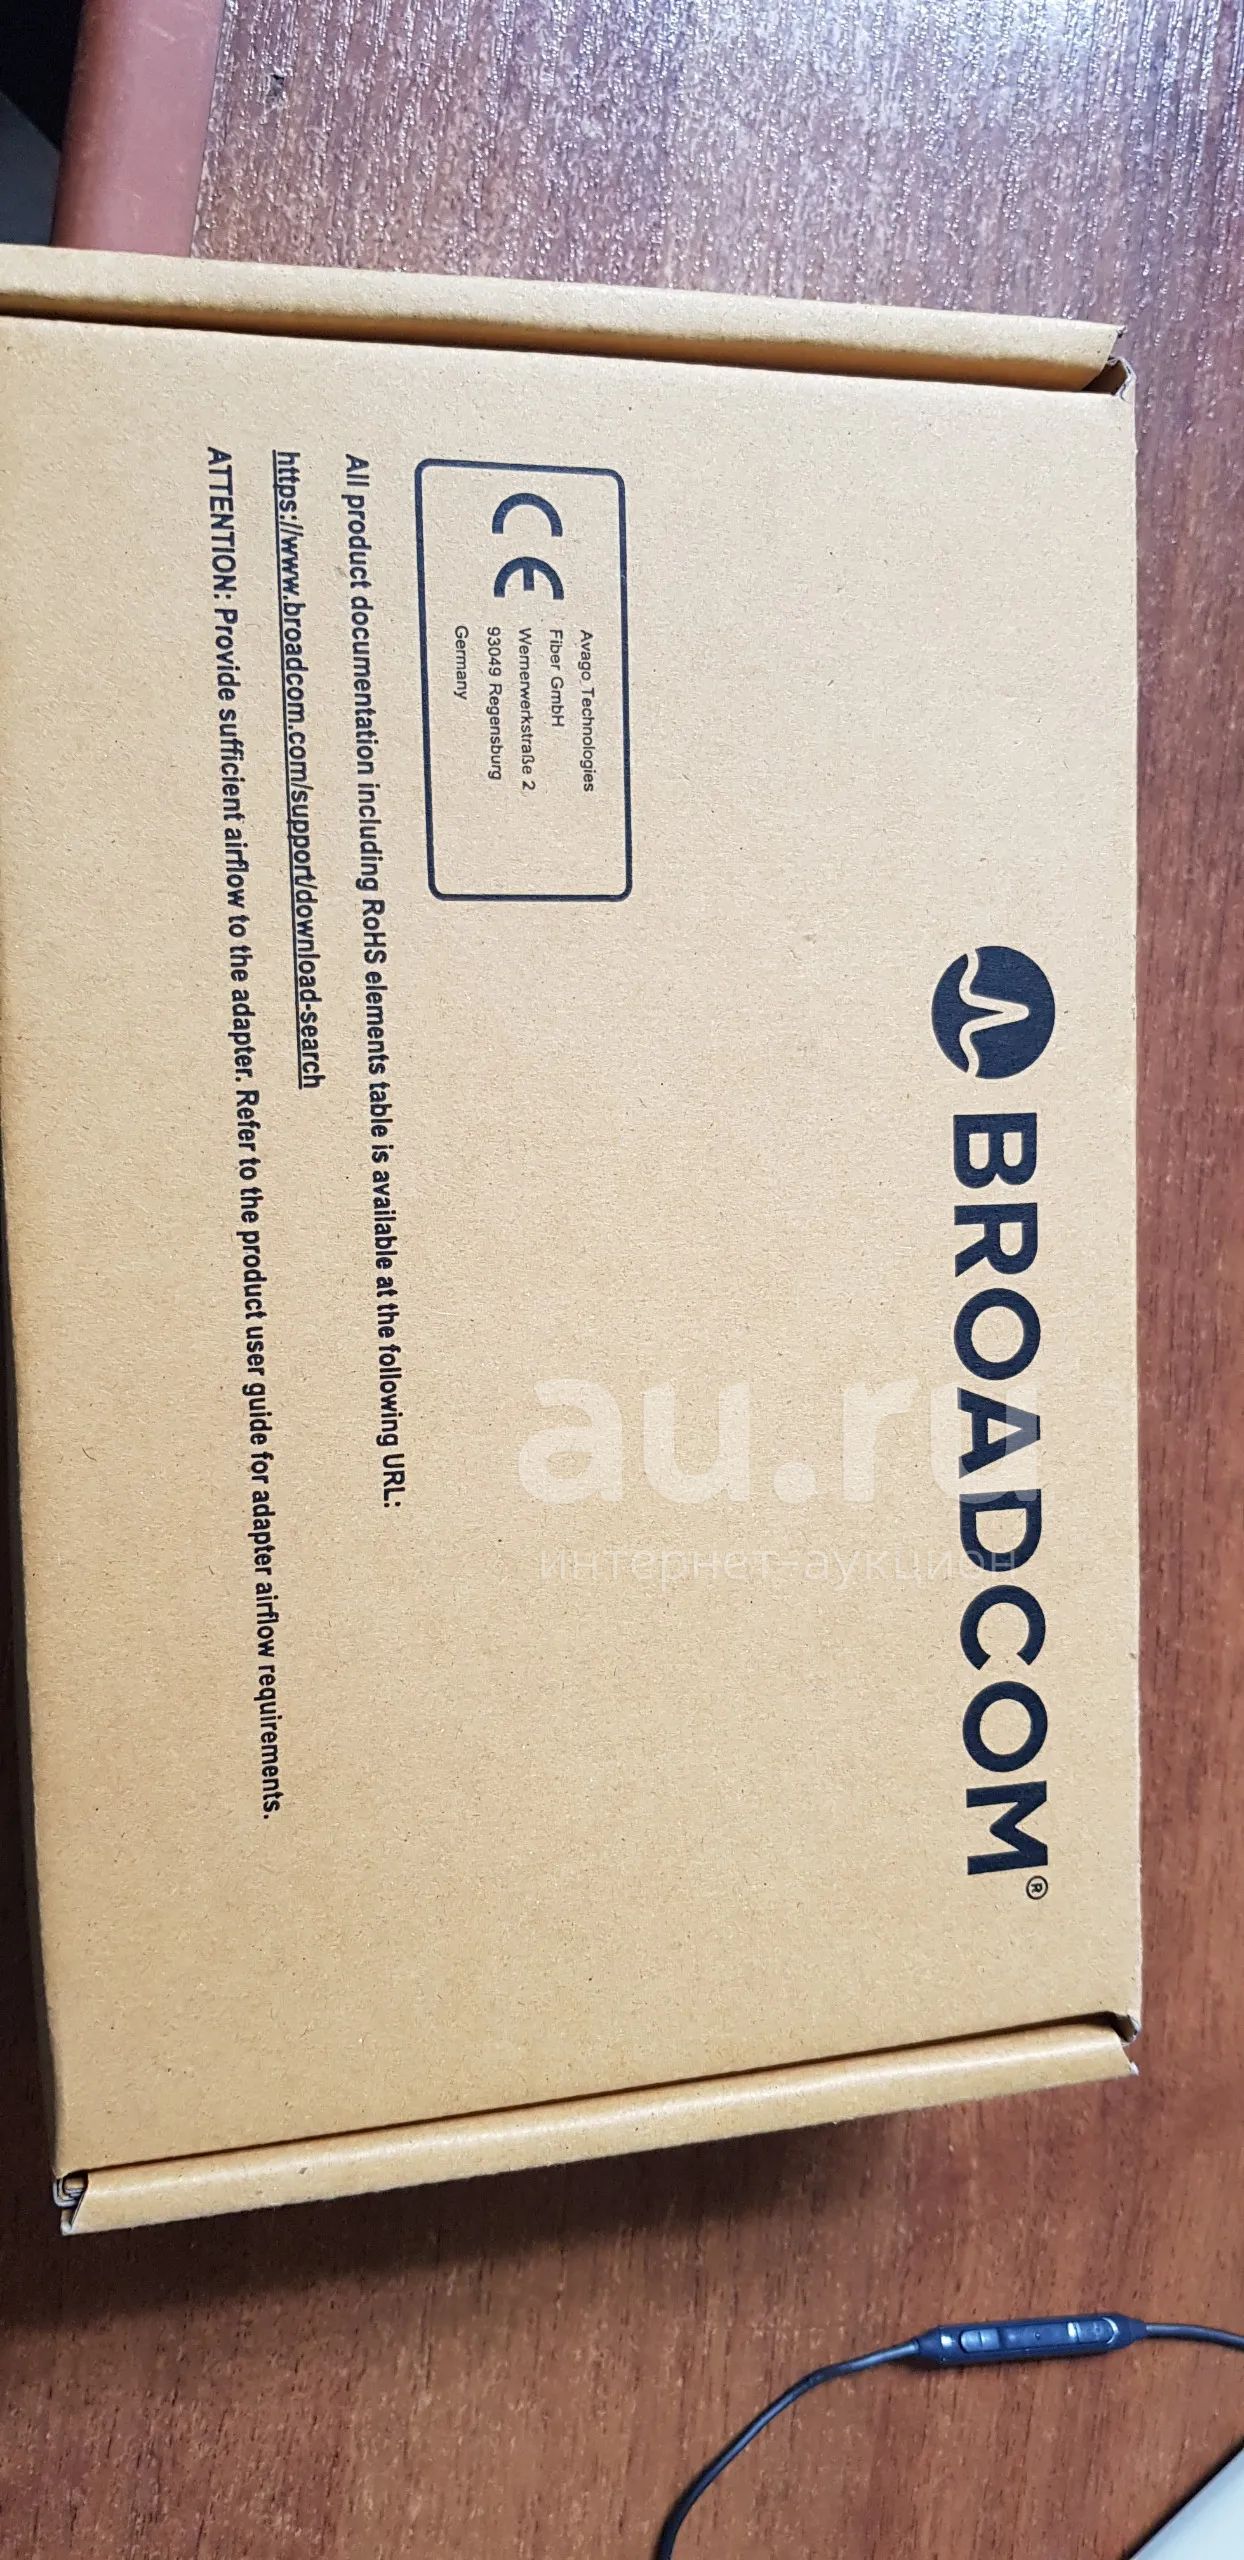 BROADCOM®
Avago Technologies
Fiber GmbH
Wernerwerkstraße 2
93049 Regensburg
Germany
CE
All product documentation including RoHS elements table is available at the following URL:
https://www.broadcom.com/support/download-search
ATTENTION: Provide sufficient airflow to the adapter. Refer to the product user guide for adapter airflow requirements.
au.ru
интернет-аукцион